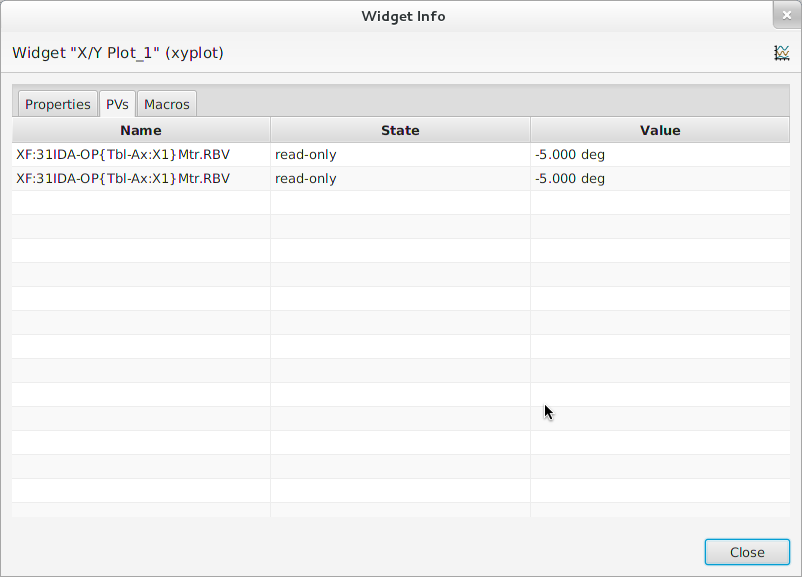 Widget Info
Widget "X/Y Plot_1" (xyplot)
Properties PVs Macros
Name State Value
XF:31IDA-OP{Tbl-Ax:X1}Mtr.RBV read-only -5.000 deg
XF:31IDA-OP{Tbl-Ax:X1}Mtr.RBV read-only -5.000 deg
Close